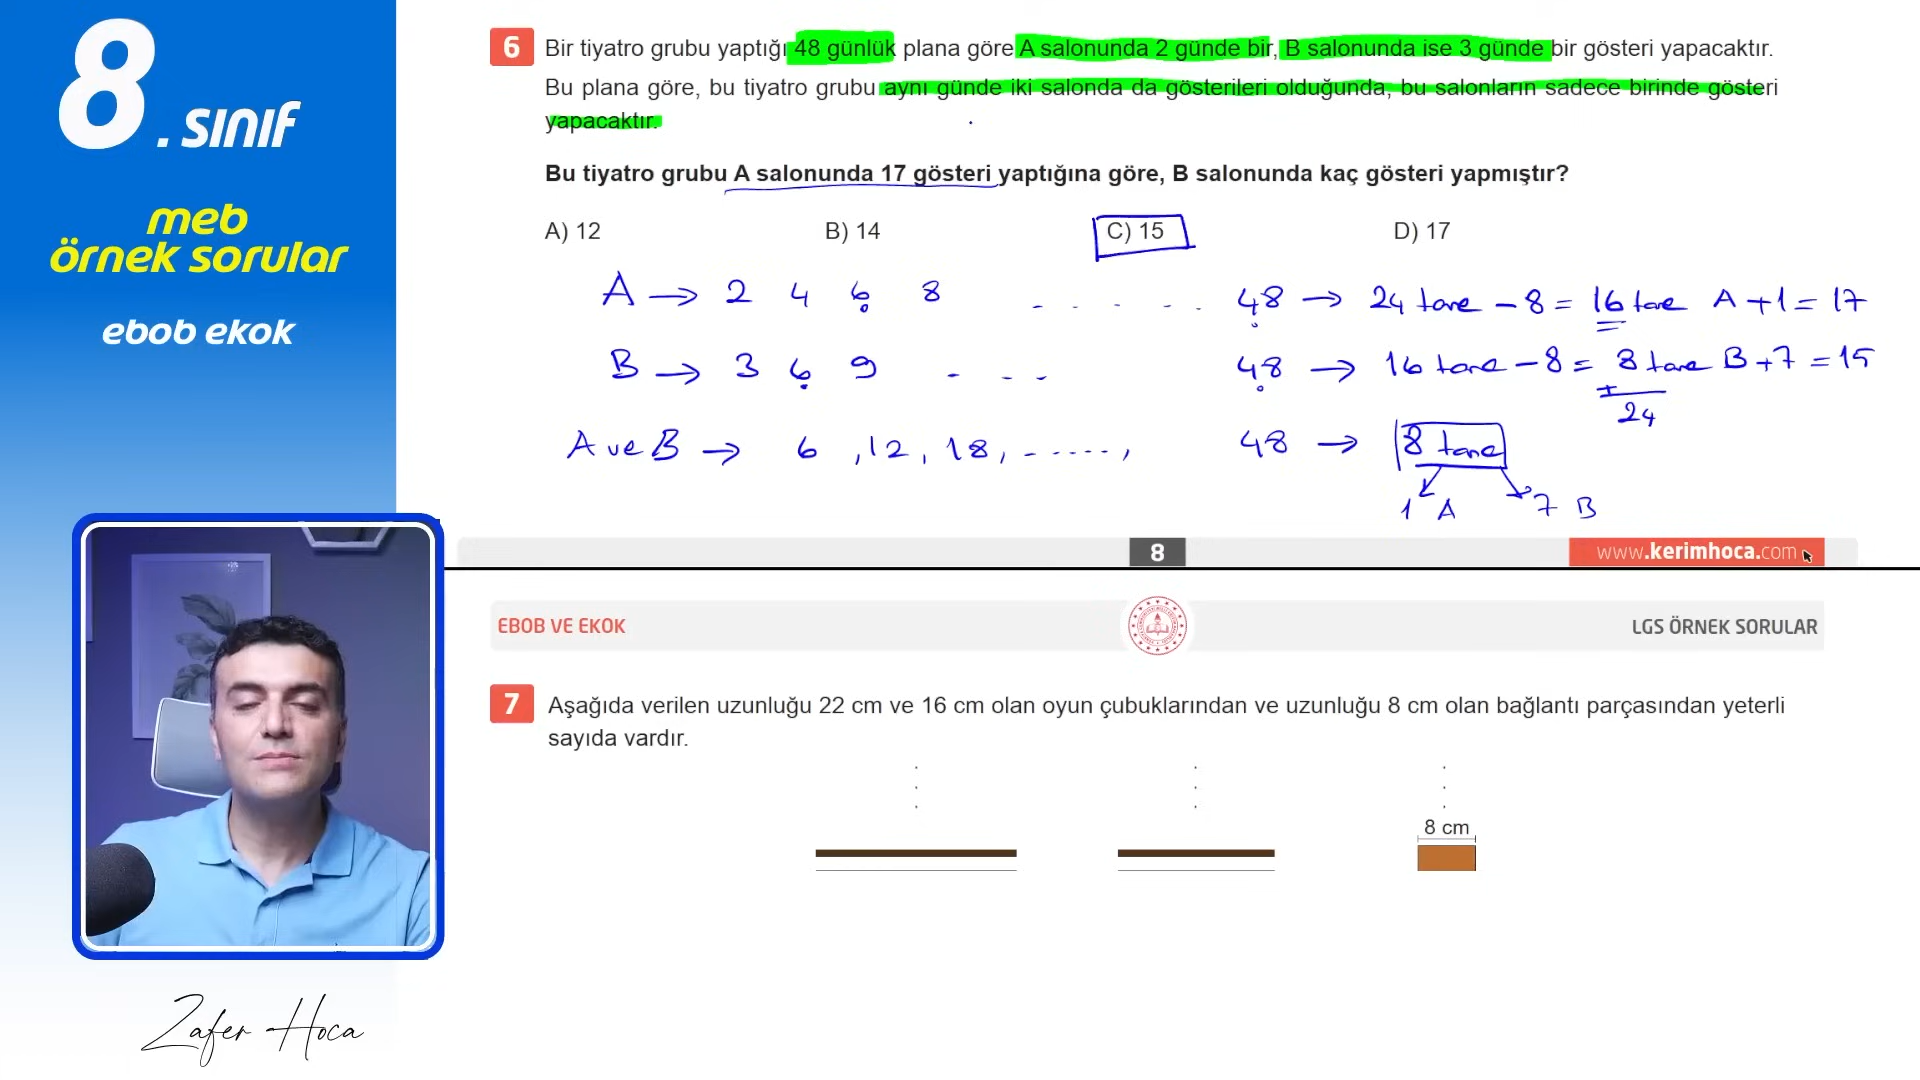 8. sınıf
meb
örnek sorular
ebob ekok
6 Bir tiyatro grubu yaptığı 48 günlük plana göre A salonunda 2 günde bir, B salonunda ise 3 günde bir gösteri yapacaktır.
Bu plana göre, bu tiyatro grubu aynı günde iki salonda da gösterileri olduğunda, bu salonların sadece birinde gösteri
yapacaktır.
Bu tiyatro grubu A salonunda 17 gösteri yaptığına göre, B salonunda kaç gösteri yapmıştır?
A) 12 B) 14 C) 15 D) 17
A → 2 4 6 8 . . . . . 48 → 24 tane - 8 = 16 tane A + 1 = 17
B → 3 6 9 - - - 48 → 16 tane - 8 = 8 tane B + 7 = 15
+
24
A ve B → 6, 12, 18, ......, 48 → 8 tane
1 A 7 B
8 www.kerimhoca.com
EBOB VE EKOK LGS ÖRNEK SORULAR
7 Aşağıda verilen uzunluğu 22 cm ve 16 cm olan oyun çubuklarından ve uzunluğu 8 cm olan bağlantı parçasından yeterli
sayıda vardır.
8 cm
Zafer Hoca